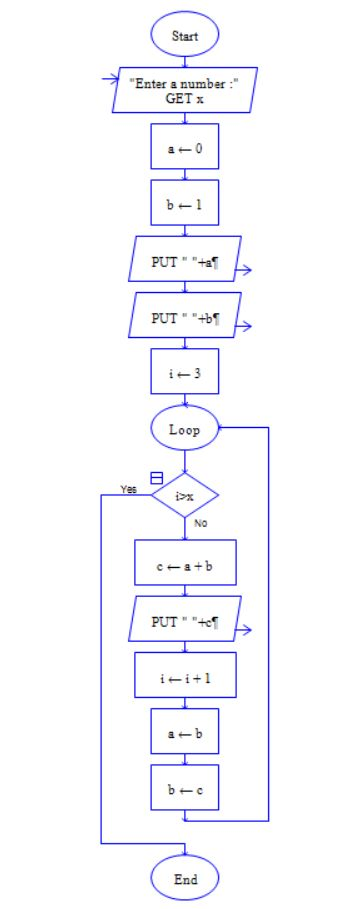 Start
"Enter a number :"
GET x
a ← 0
b ← 1
PUT " "+a¶
PUT " "+b¶
i ← 3
Loop
Yes
i>x
No
c ← a + b
PUT " "+c¶
i ← i + 1
a ← b
b ← c
End